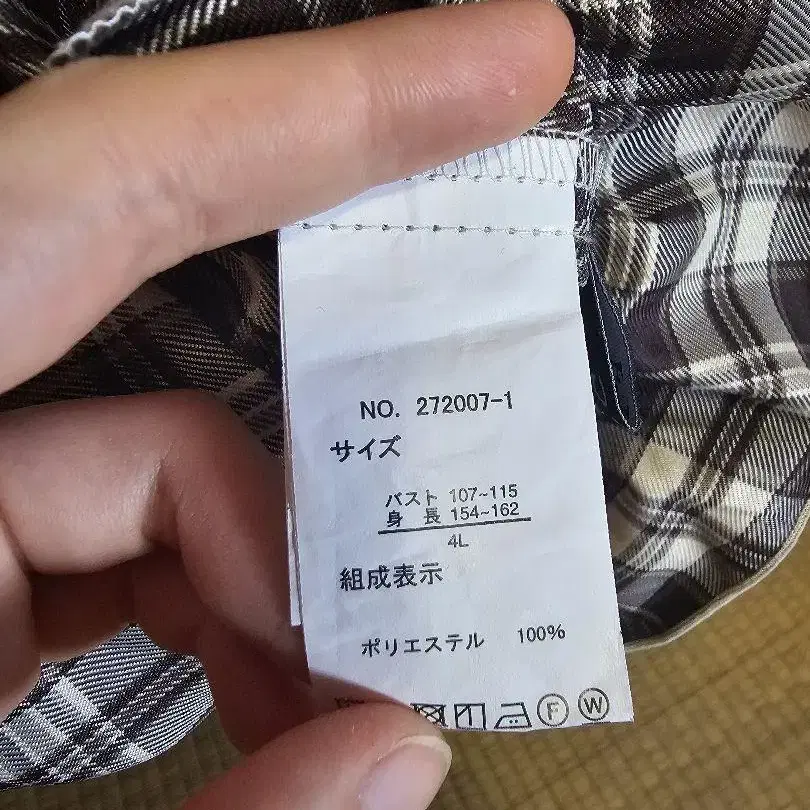 NO. 272007-1
サイズ
バスト 107~115
身 長 154~162
4L
組成表示
ポリエステル 100%
F W